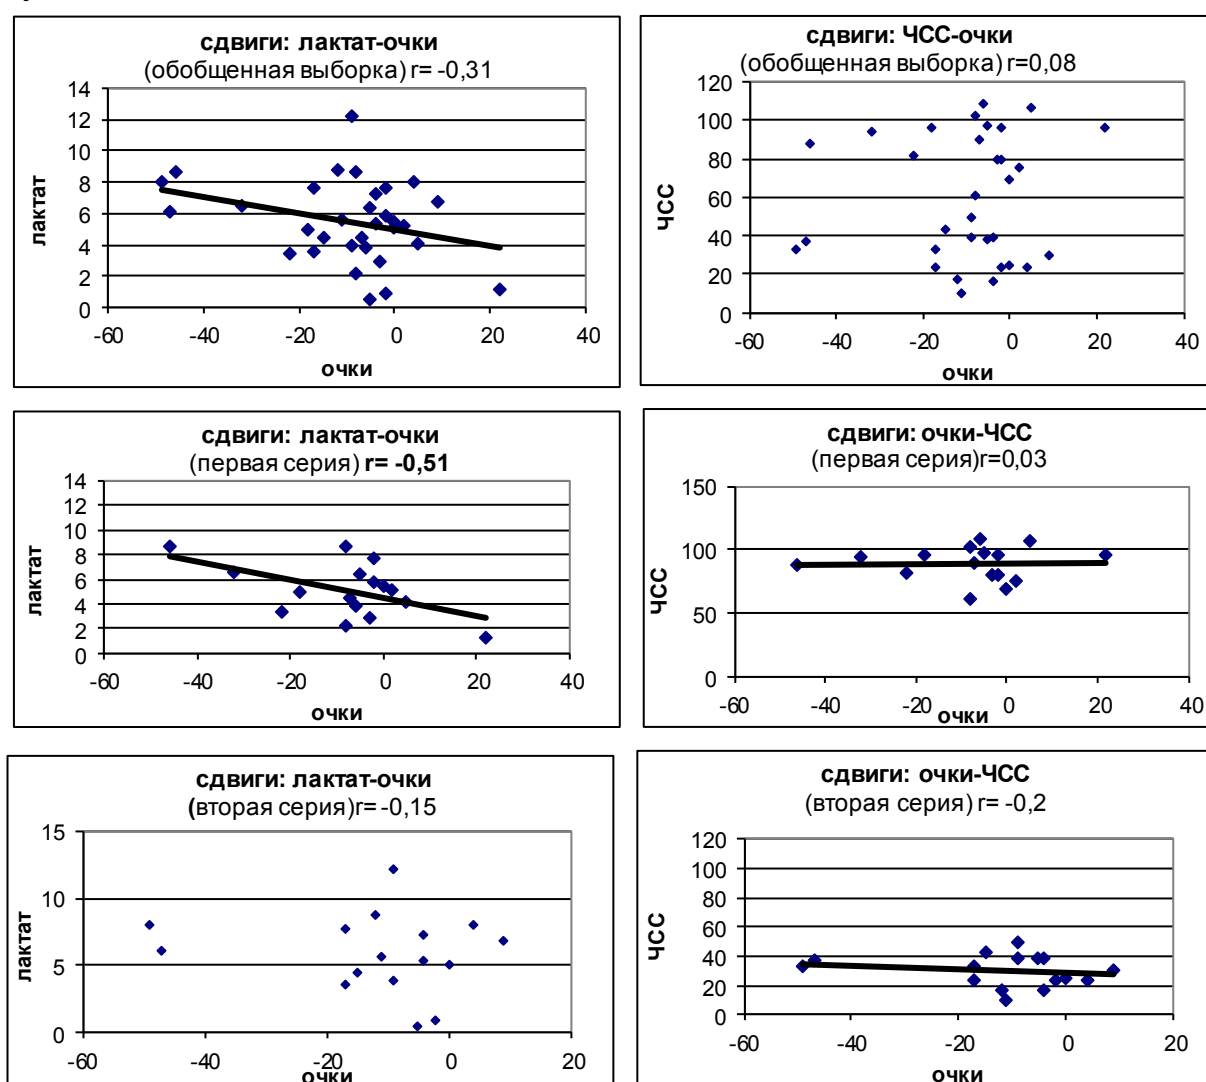 сдвиги: лактат-очки
(обобщенная выборка) r= -0,31
14
12
10
8
6
4
2
0
лактат
-60 -40 -20 0 20 40
очки
сдвиги: ЧСС-очки
(обобщенная выборка) r=0,08
120
100
80
60
40
20
0
ЧСС
-60 -40 -20 0 20 40
очки
сдвиги: лактат-очки
(первая серия) r= -0,51
14
12
10
8
6
4
2
0
лактат
-60 -40 -20 0 20 40
очки
сдвиги: очки-ЧСС
(первая серия)r=0,03
150
100
50
0
ЧСС
-60 -40 -20 0 20 40
очки
сдвиги: лактат-очки
(вторая серия)r= -0,15
15
10
5
0
лактат
-60 -40 -20 0 20
очки
сдвиги: очки-ЧСС
(вторая серия) r= -0,2
120
100
80
60
40
20
0
ЧСС
-60 -40 -20 0 20
очки